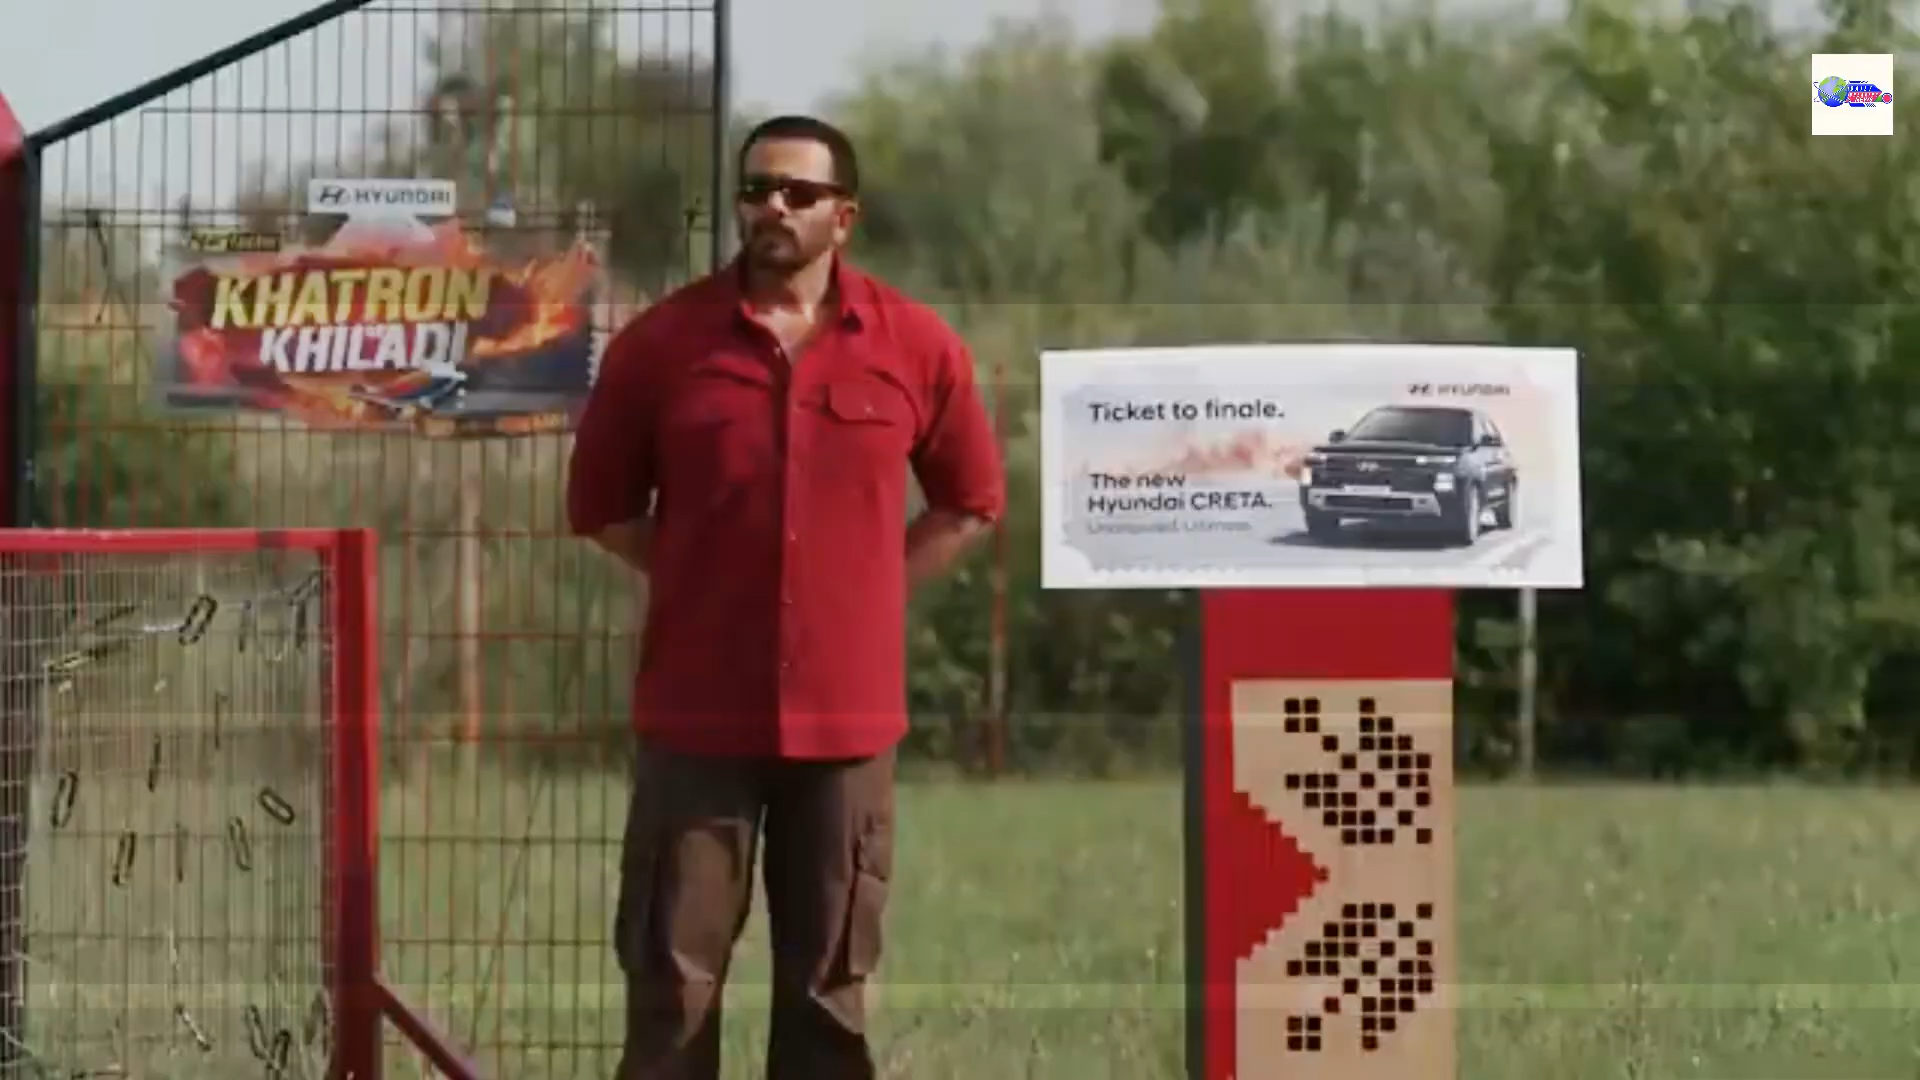 HYUNDAI
KHATRON
KHILADI
HYUNDAI
Ticket to finale.
The new
Hyundai CRETA.